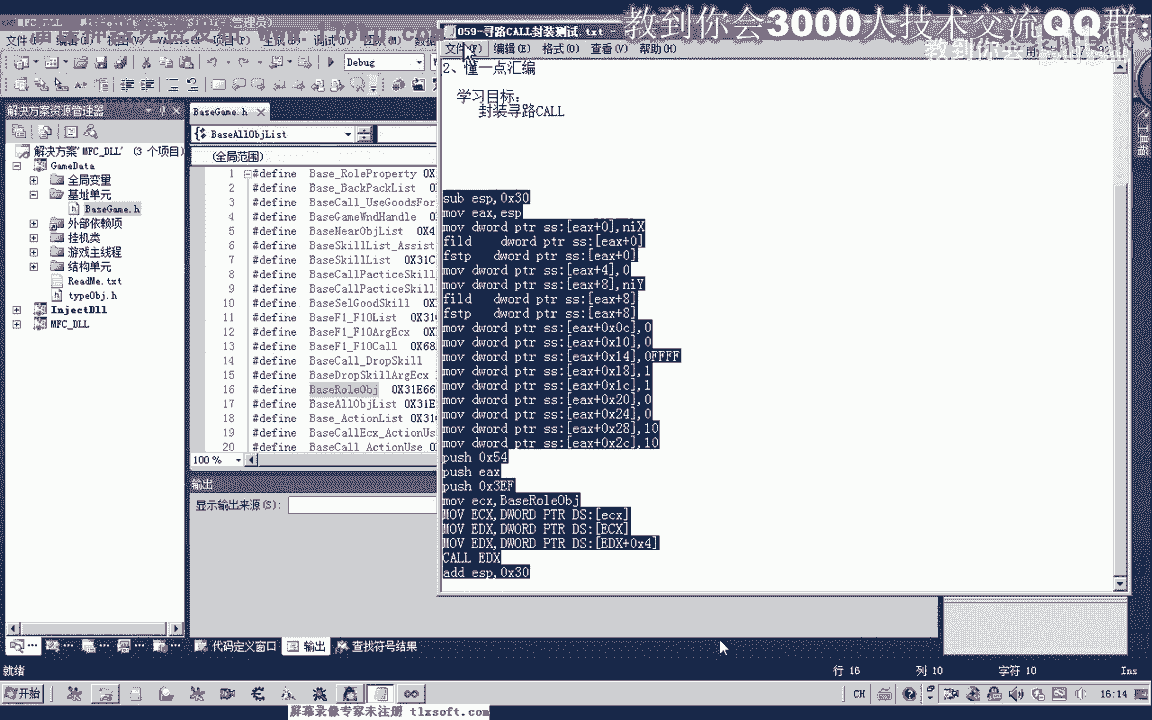 教到你会3000人技术交流QQ群:
教到你会
059-寻路CALL封装测试.txt
文件(F) 编辑(E) 格式(O) 查看(V) 帮助(H)
2、懂一点汇编
学习目标:
封装寻路CALL
sub esp,0x30
mov eax,esp
mov dword ptr ss:[eax+0],niX
fild dword ptr ss:[eax+0]
fstp dword ptr ss:[eax+0]
mov dword ptr ss:[eax+4],0
mov dword ptr ss:[eax+8],niY
fild dword ptr ss:[eax+8]
fstp dword ptr ss:[eax+8]
mov dword ptr ss:[eax+0x0c],0
mov dword ptr ss:[eax+0x10],0
mov dword ptr ss:[eax+0x14],0FFFF
mov dword ptr ss:[eax+0x18],1
mov dword ptr ss:[eax+0x1c],1
mov dword ptr ss:[eax+0x20],0
mov dword ptr ss:[eax+0x24],0
mov dword ptr ss:[eax+0x28],10
mov dword ptr ss:[eax+0x2c],10
push 0x54
push eax
push 0x3EF
mov ecx,BaseRoleObj
MOV ECX,DWORD PTR DS:[ecx]
MOV EDX,DWORD PTR DS:[ECX]
MOV EDX,DWORD PTR DS:[EDX+0x4]
CALL EDX
add esp,0x30
Debug
解决方案资源管理器
解决方案'MFC_DLL' (3 个项目)
GameData
全局变量
基址单元
BaseGame.h
外部依赖项
挂机类
游戏主线程
结构单元
ReadMe.txt
typeObj.h
InjectDll
MFC_DLL
BaseGame.h
BaseAllObjList
(全局范围)
1 #define Base_RoleProperty 0X
2 #define Base_BackPackList 0
3 #define BaseCall_UseGoodsFor
4 #define BaseGameWndHandle 0
5 #define BaseNearObjList 0X4
6 #define BaseSkillList_Assist
7 #define BaseSkillList 0X31C
8 #define BaseCallPacticeSkill
9 #define BaseCallPacticeSkill
10 #define BaseSelGoodSkill 0X
11 #define BaseF1_F10List 0X31
12 #define BaseF1_F10ArgEcx 0X
13 #define BaseF1_F10Call 0X68
14 #define BaseCall_DropSkill
15 #define BaseDropSkillArgEcx
16 #define BaseRoleObj 0X31E66
17 #define BaseAllObjList 0X31E
18 #define Base_ActionList 0X31
19 #define BaseCallEcx_ActionUs
20 #define BaseCall_ActionUse 0
100 %
输出
显示输出来源(S):
代码定义窗口 输出 查找符号结果
就绪
行 16 列 10 字符 10 Ins
开始
CH
16:14
屏幕录像专家未注册 tlxsoft.com